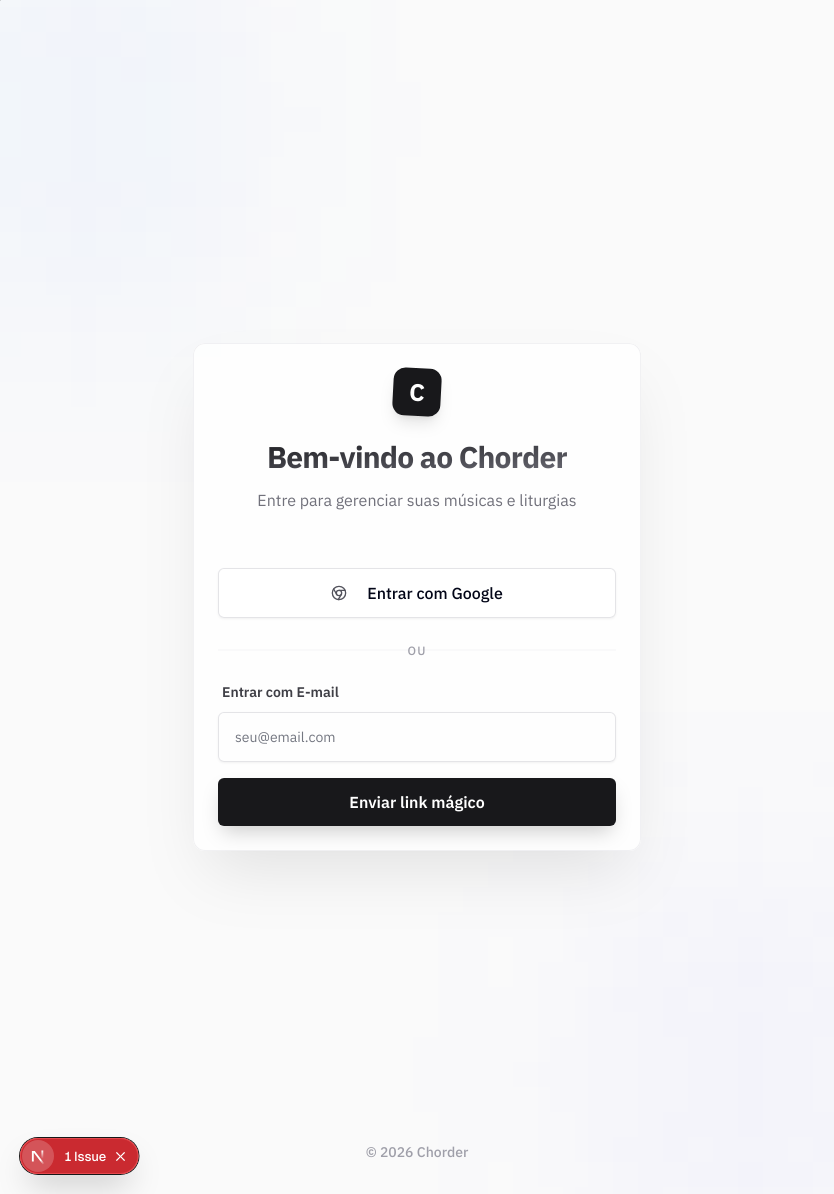 C
Bem-vindo ao Chorder
Entre para gerenciar suas músicas e liturgias
Entrar com Google
OU
Entrar com E-mail
seu@email.com
Enviar link mágico
© 2026 Chorder
N 1 Issue